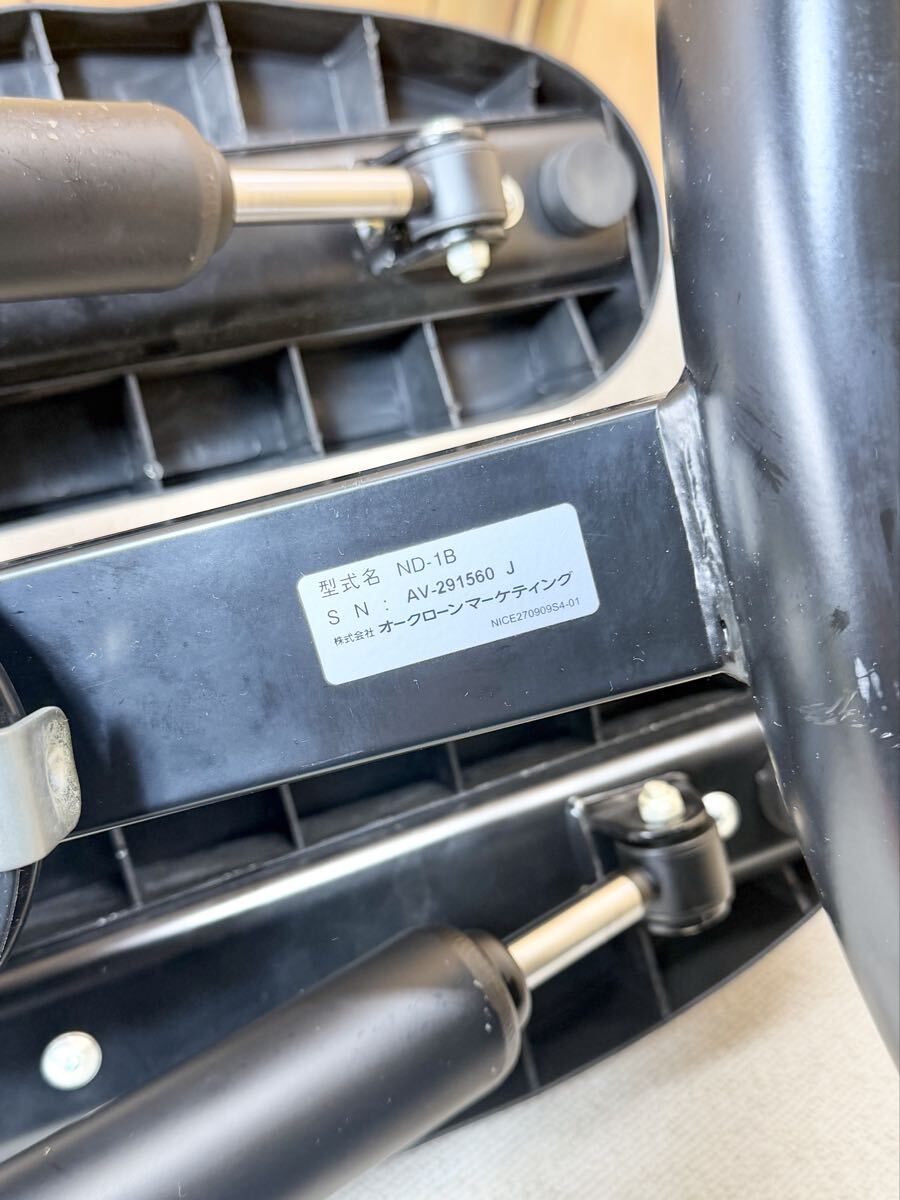 型式名 ND-1B
S N : AV-291560 J
株式会社 オークローンマーケティング
NICE270909S4-01